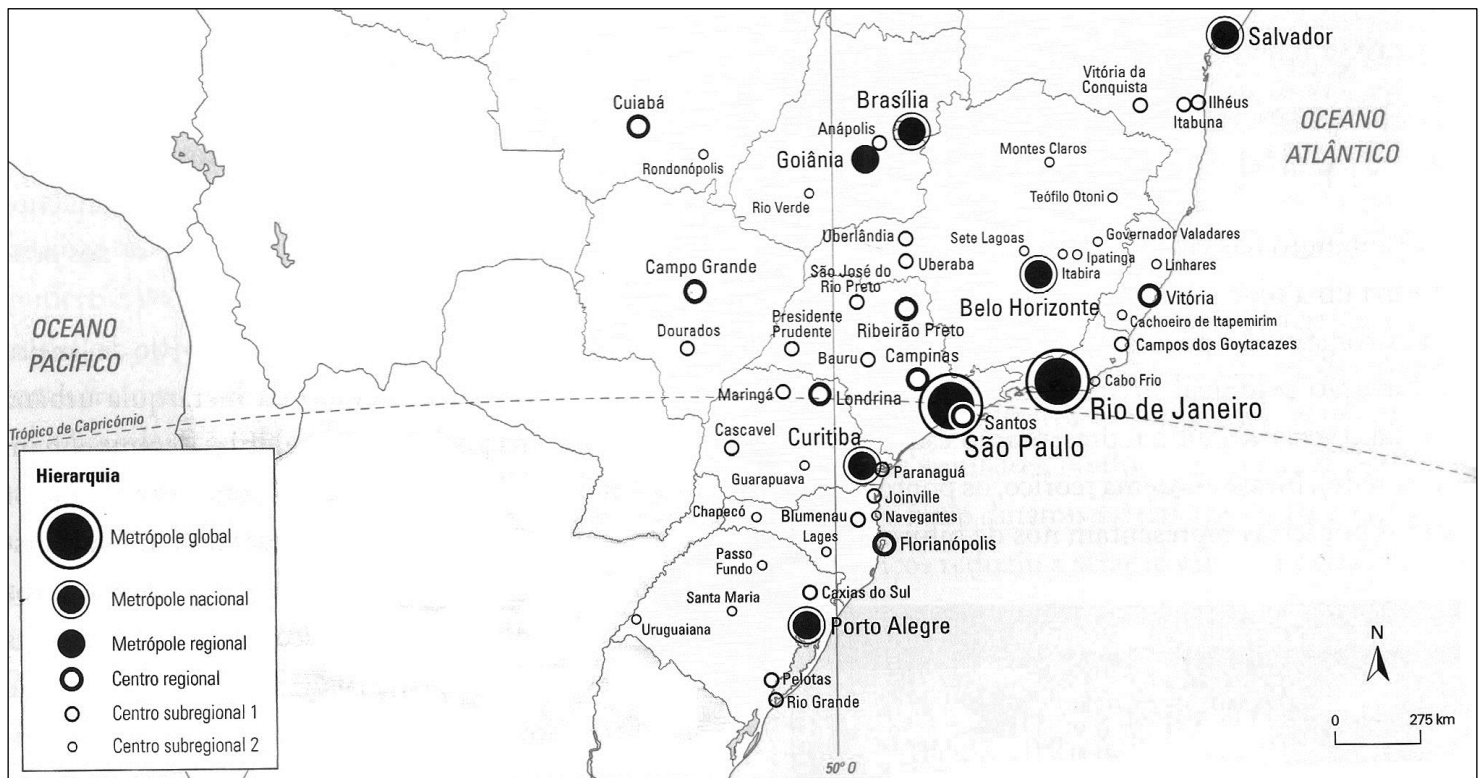 Salvador
Vitória da
Conquista
Ilhéus
Itabuna
OCEANO
ATLÂNTICO
Cuiabá
Rondonópolis
Brasília
Anápolis
Goiânia
Rio Verde
Montes Claros
Teófilo Otoni
Uberlândia
Uberaba
Sete Lagoas
Governador Valadares
Ipatinga
Itabira
Linhares
Belo Horizonte
Vitória
Cachoeiro de Itapemirim
Campos dos Goytacazes
Campo Grande
Dourados
São José do
Rio Preto
Ribeirão Preto
Presidente
Prudente
Bauru
Campinas
Cabo Frio
Rio de Janeiro
Santos
São Paulo
Maringá
Londrina
OCEANO
PACÍFICO
Trópico de Capricórnio
Cascavel
Curitiba
Guarapuava
Paranaguá
Joinville
Chapecó
Blumenau
Navegantes
Lages
Florianópolis
Passo
Fundo
Santa Maria
Caxias do Sul
Uruguaiana
Porto Alegre
Pelotas
Rio Grande
Hierarquia
Metrópole global
Metrópole nacional
Metrópole regional
Centro regional
Centro subregional 1
Centro subregional 2
N
0 275 km
50° O